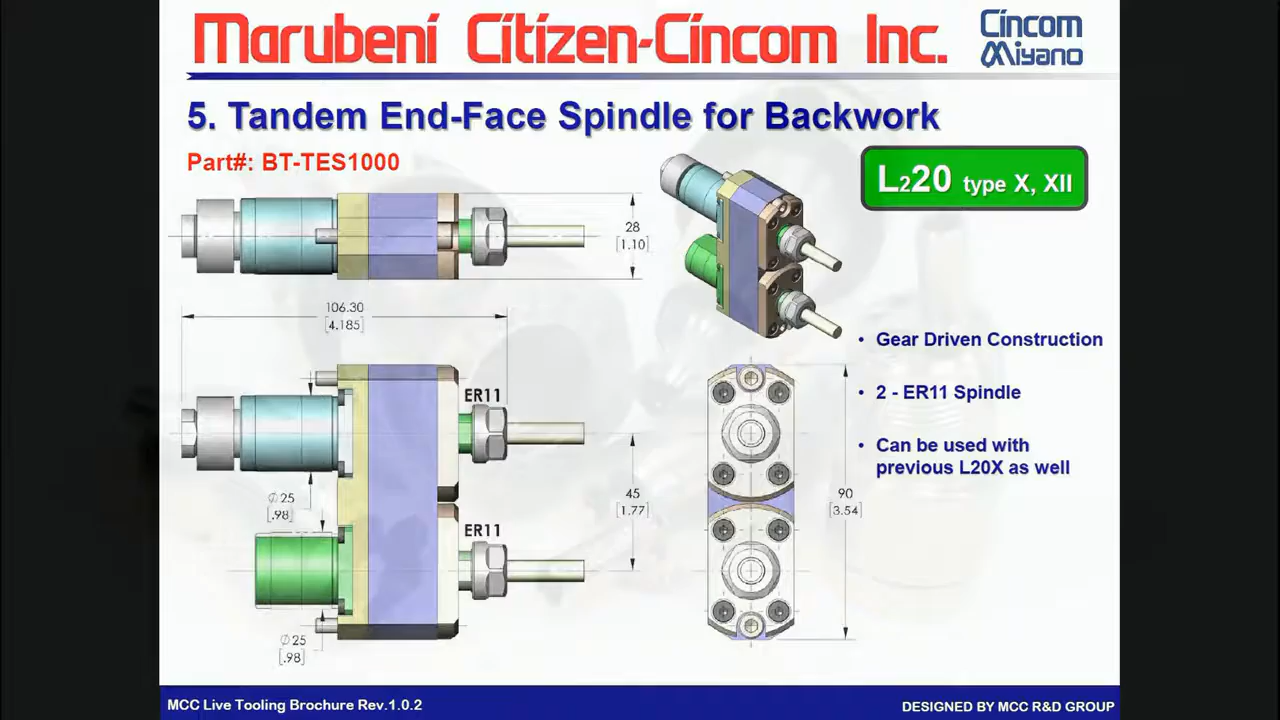 Marubeni Citizen-Cincom Inc.
Cincom
Miyano
5. Tandem End-Face Spindle for Backwork
Part#: BT-TES1000
L220 type X, XII
28
[1.10]
106.30
[4.185]
ER11
∅25
[.98]
45
[1.77]
ER11
∅25
[.98]
90
[3.54]
• Gear Driven Construction
• 2 - ER11 Spindle
• Can be used with
previous L20X as well
MCC Live Tooling Brochure Rev.1.0.2
DESIGNED BY MCC R&D GROUP